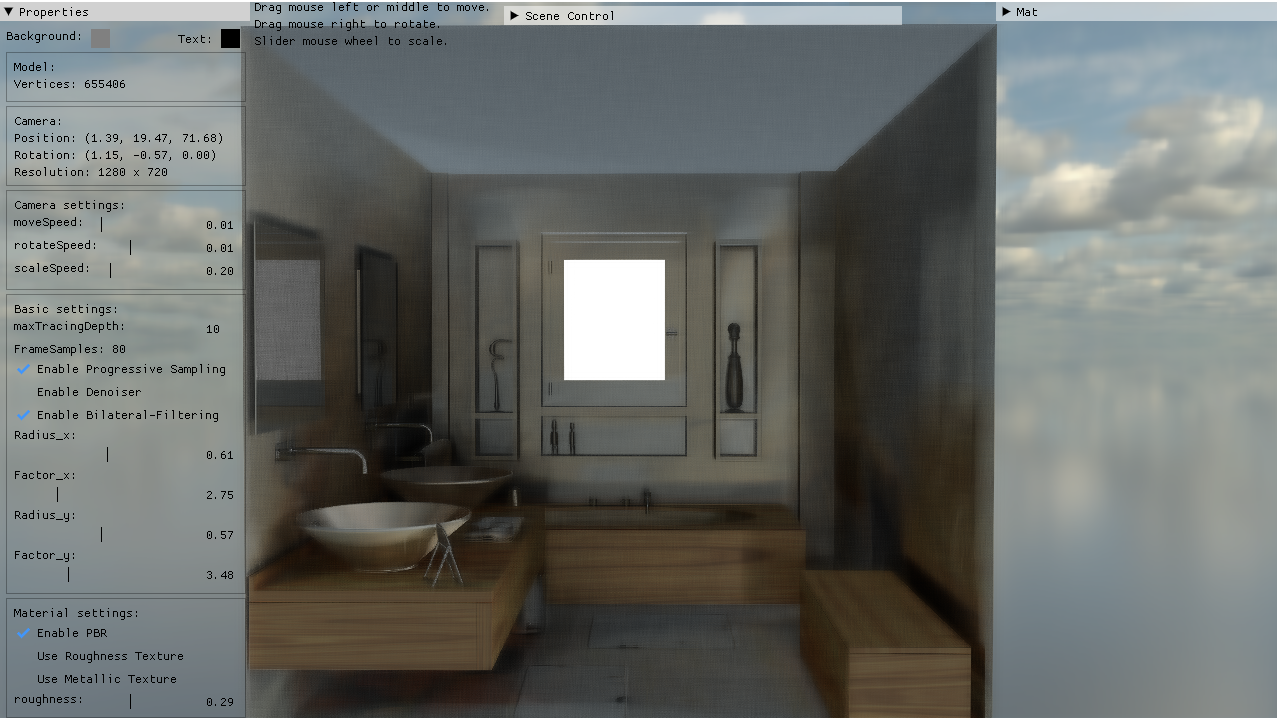 Properties
Background:
Text:
Model:
Vertices: 655406
Camera:
Position: (1.39, 19.47, 71.68)
Rotation: (1.15, -0.57, 0.00)
Resolution: 1280 x 720
Camera settings:
moveSpeed: 0.01
rotateSpeed: 0.01
scaleSpeed: 0.20
Basic settings:
maxTracingDepth: 10
FrameSamples: 80
Enable Progressive Sampling
Enable Denoiser
Enable Bilateral-Filtering
Radius_x:
0.61
Factor_x:
2.75
Radius_y:
0.57
Factor_y:
3.48
Material settings:
Enable PBR
Use Roughness Texture
Use Metallic Texture
roughness: 0.29
Drag mouse left or middle to move.
Drag mouse right to rotate.
Slider mouse wheel to scale.
Scene Control
Mat